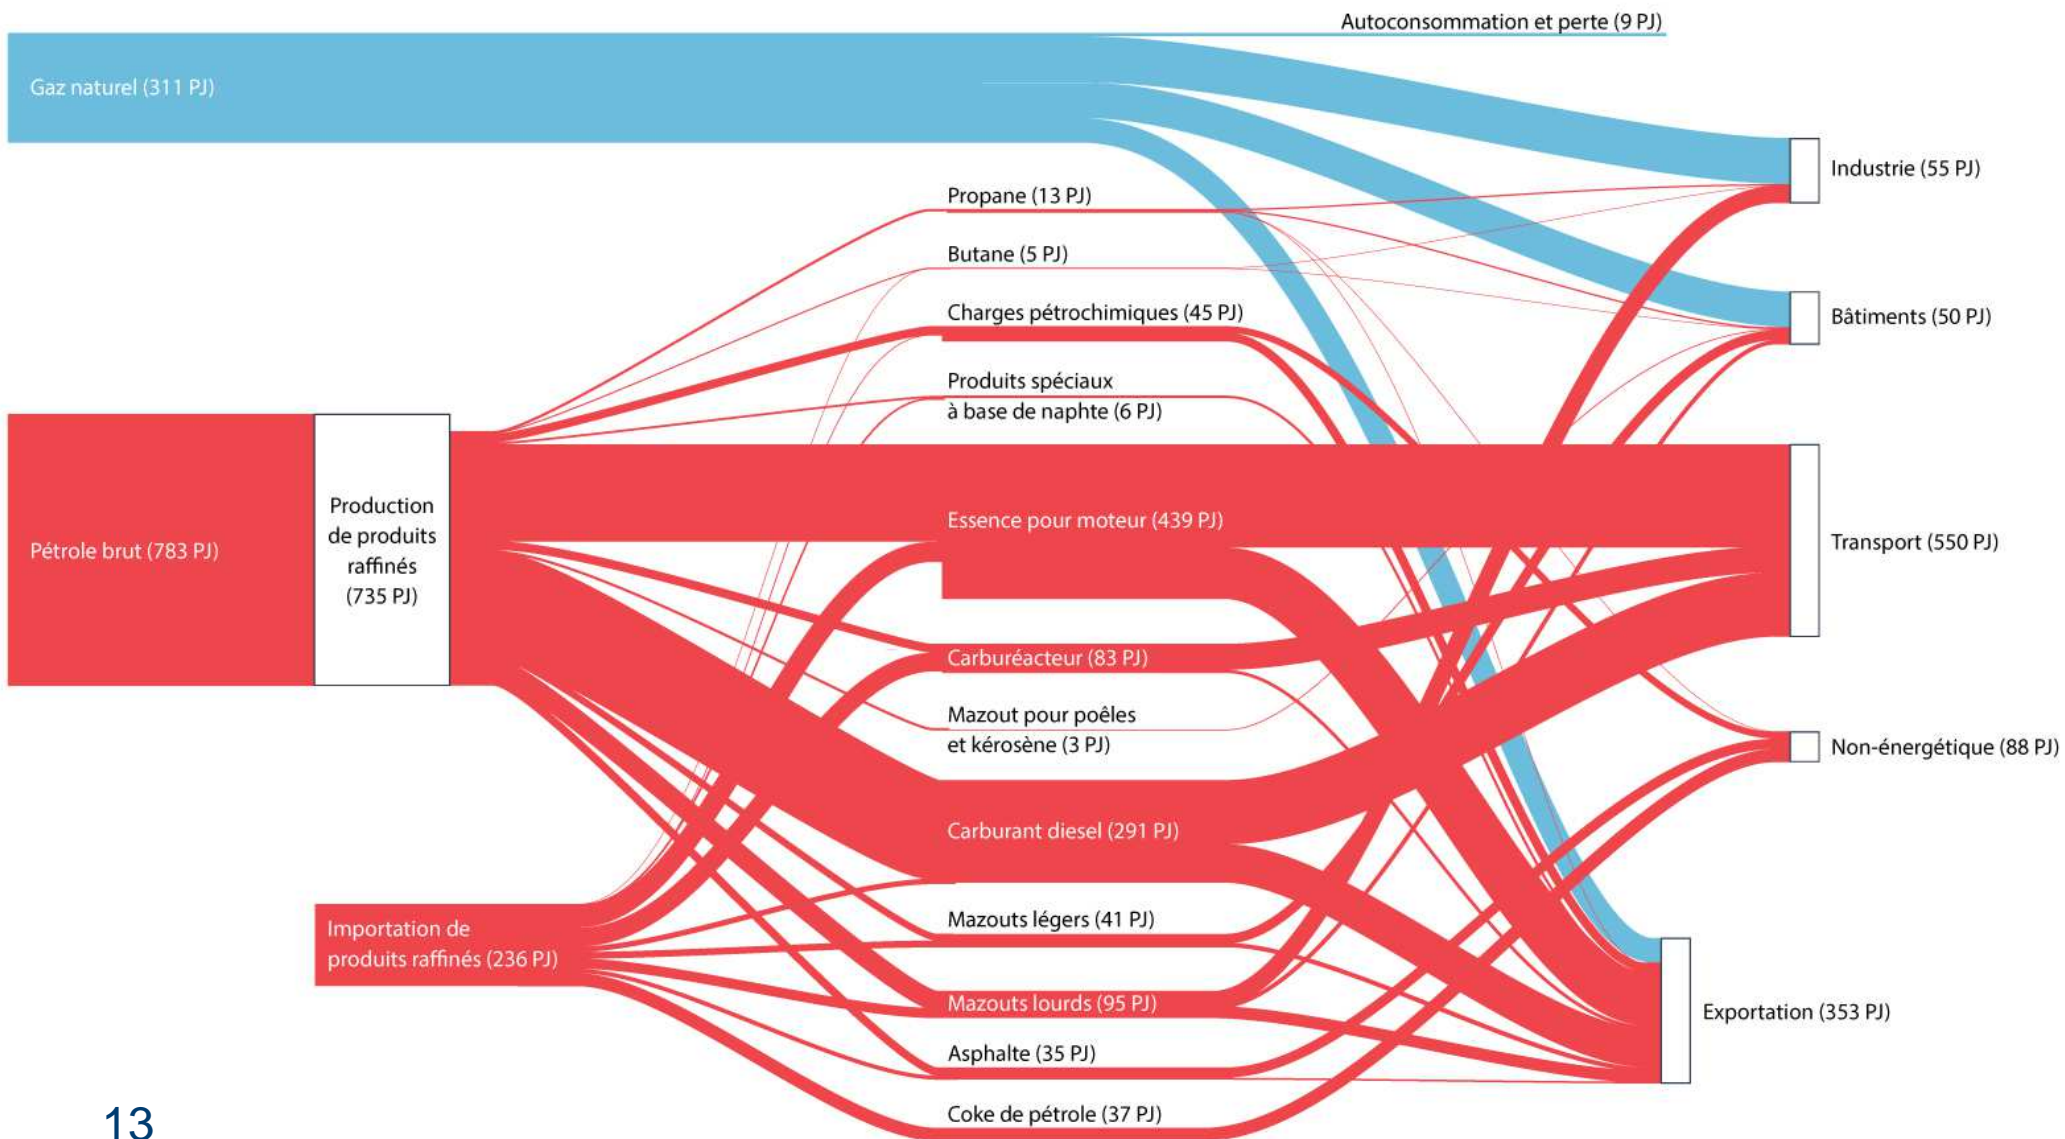 Autoconsommation et perte (9 PJ)
Gaz naturel (311 PJ)
Industrie (55 PJ)
Propane (13 PJ)
Butane (5 PJ)
Charges pétrochimiques (45 PJ)
Bâtiments (50 PJ)
Produits spéciaux
à base de naphte (6 PJ)
Pétrole brut (783 PJ)
Production
de produits
raffinés
(735 PJ)
Essence pour moteur (439 PJ)
Transport (550 PJ)
Carburéacteur (83 PJ)
Mazout pour poêles
et kérosène (3 PJ)
Non-énergétique (88 PJ)
Carburant diesel (291 PJ)
Importation de
produits raffinés (236 PJ)
Mazouts légers (41 PJ)
Mazouts lourds (95 PJ)
Exportation (353 PJ)
Asphalte (35 PJ)
Coke de pétrole (37 PJ)
13